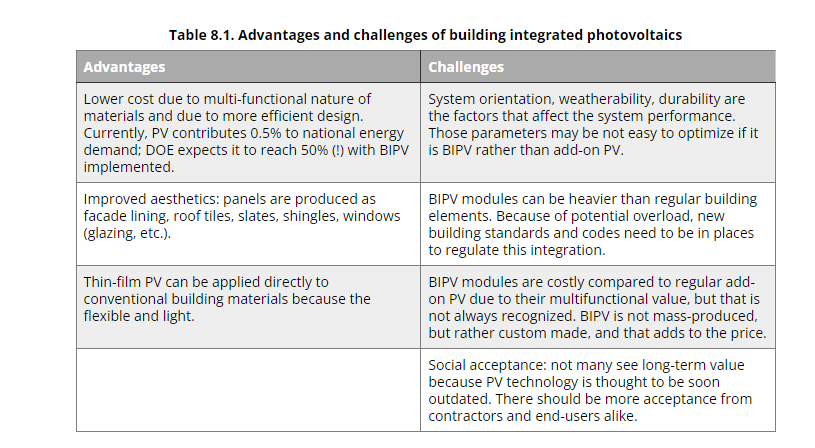 Table 8.1. Advantages and challenges of building integrated photovoltaics
Advantages
Challenges
Lower cost due to multi-functional nature of
materials and due to more efficient design.
Currently, PV contributes 0.5% to national energy
demand; DOE expects it to reach 50% (!) with BIPV
implemented.
System orientation, weatherability, durability are
the factors that affect the system performance.
Those parameters may be not easy to optimize if it
is BIPV rather than add-on PV.
Improved aesthetics: panels are produced as
facade lining, roof tiles, slates, shingles, windows
(glazing, etc.).
BIPV modules can be heavier than regular building
elements. Because of potential overload, new
building standards and codes need to be in places
to regulate this integration.
Thin-film PV can be applied directly to
conventional building materials because the
flexible and light.
BIPV modules are costly compared to regular add-
on PV due to their multifunctional value, but that is
not always recognized. BIPV is not mass-produced,
but rather custom made, and that adds to the price.
Social acceptance: not many see long-term value
because PV technology is thought to be soon
outdated. There should be more acceptance from
contractors and end-users alike.